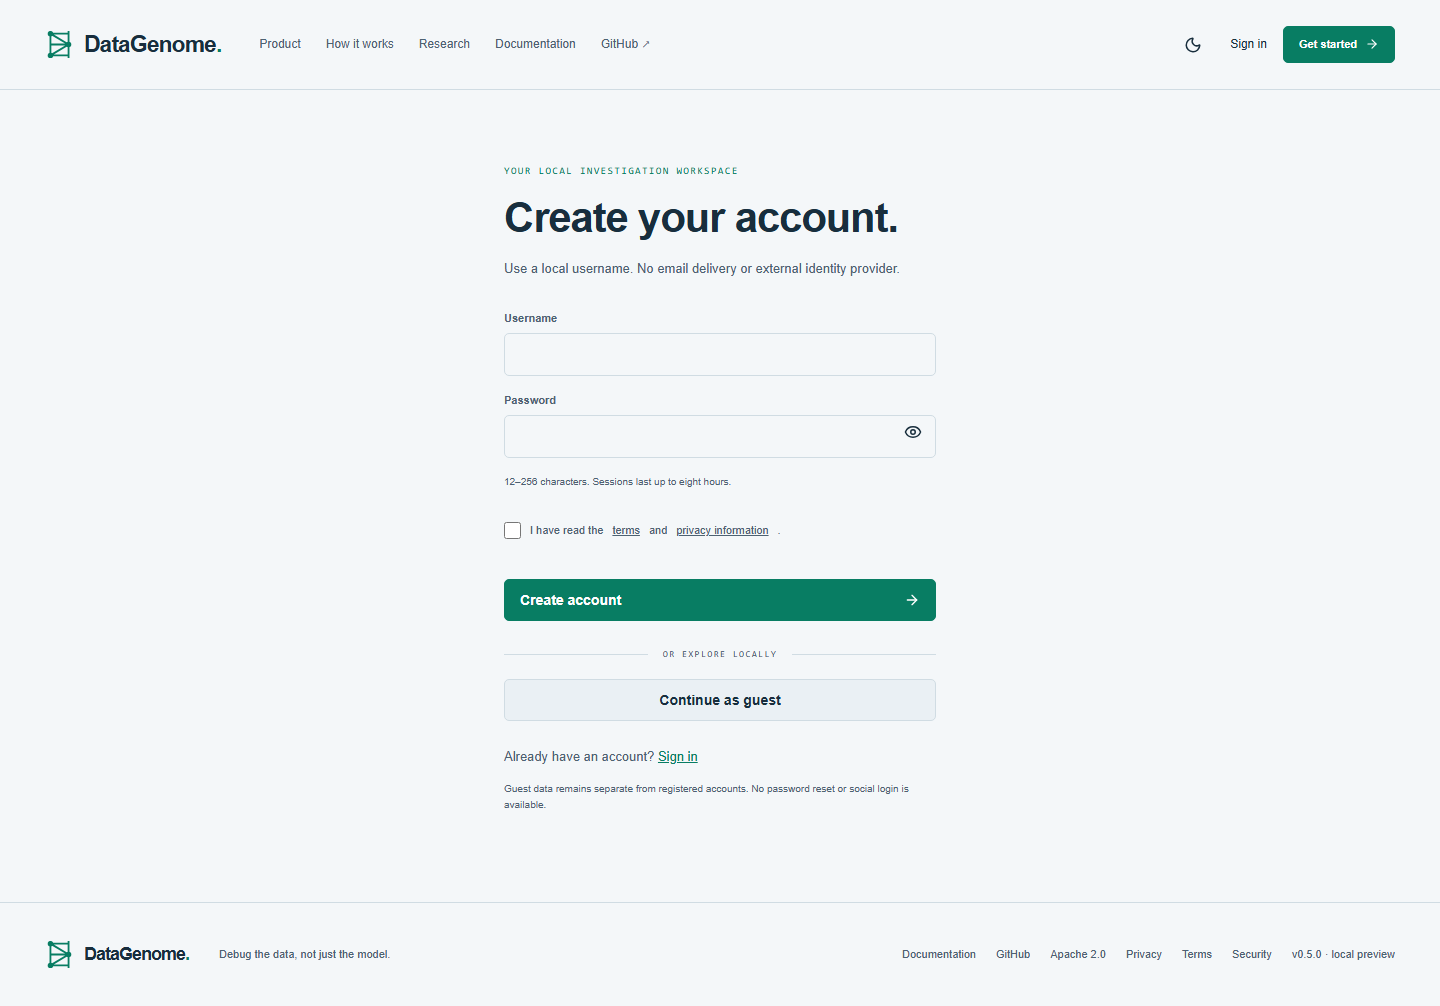 DataGenome.
Product How it works Research Documentation GitHub ↗
Sign in Get started →
YOUR LOCAL INVESTIGATION WORKSPACE
Create your account.
Use a local username. No email delivery or external identity provider.
Username
Password
12–256 characters. Sessions last up to eight hours.
I have read the terms and privacy information .
Create account →
OR EXPLORE LOCALLY
Continue as guest
Already have an account? Sign in
Guest data remains separate from registered accounts. No password reset or social login is
available.
DataGenome. Debug the data, not just the model.
Documentation GitHub Apache 2.0 Privacy Terms Security v0.5.0 · local preview